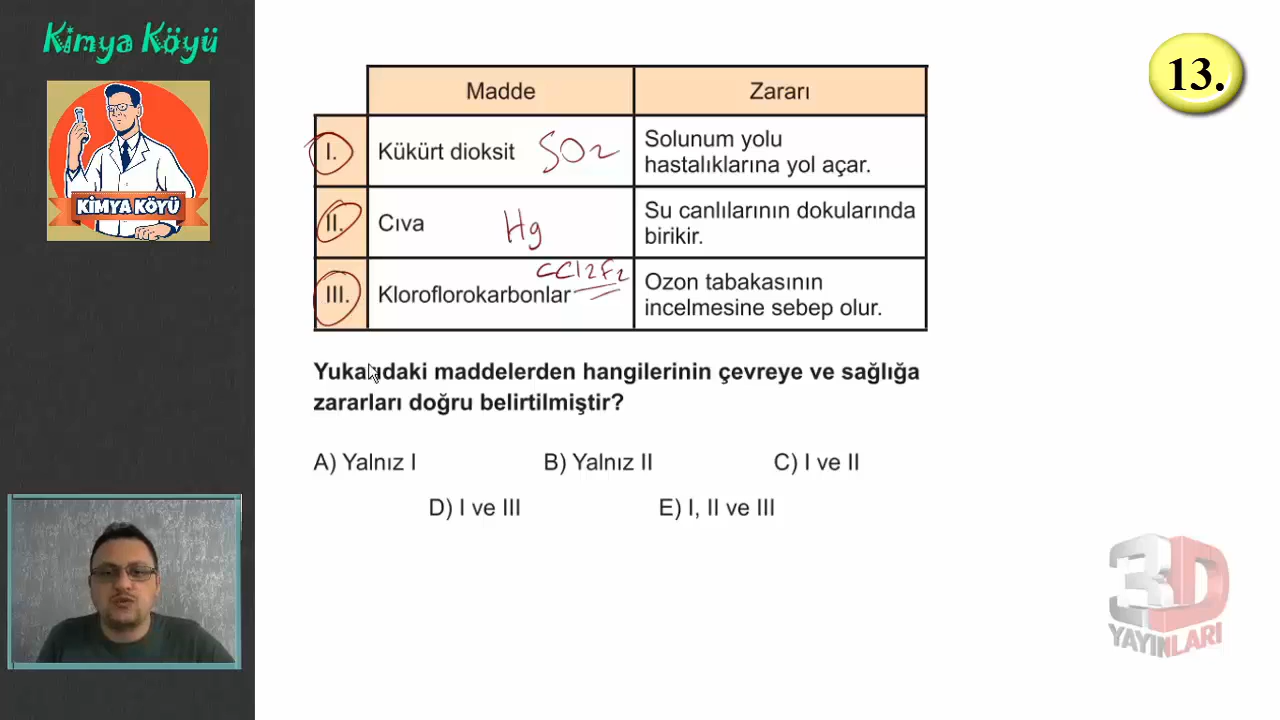 Kimya Köyü
KİMYA KÖYÜ
13.
Madde Zararı
I. Kükürt dioksit SO2 Solunum yolu
hastalıklarına yol açar.
II. Cıva Hg Su canlılarının dokularında
birikir.
CCl2F2
III. Kloroflorokarbonlar Ozon tabakasının
incelmesine sebep olur.
Yukarıdaki maddelerden hangilerinin çevreye ve sağlığa
zararları doğru belirtilmiştir?
A) Yalnız I B) Yalnız II C) I ve II
D) I ve III E) I, II ve III
3D
YAYINLARI